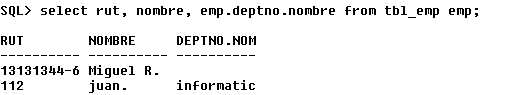 SQL> select rut, nombre, emp.deptno.nombre from tbl_emp emp;
RUT        NOMBRE      DEPTNO.NOM
---------- ----------- ----------
13131344-6 Miguel R.
112        juan.       informatic